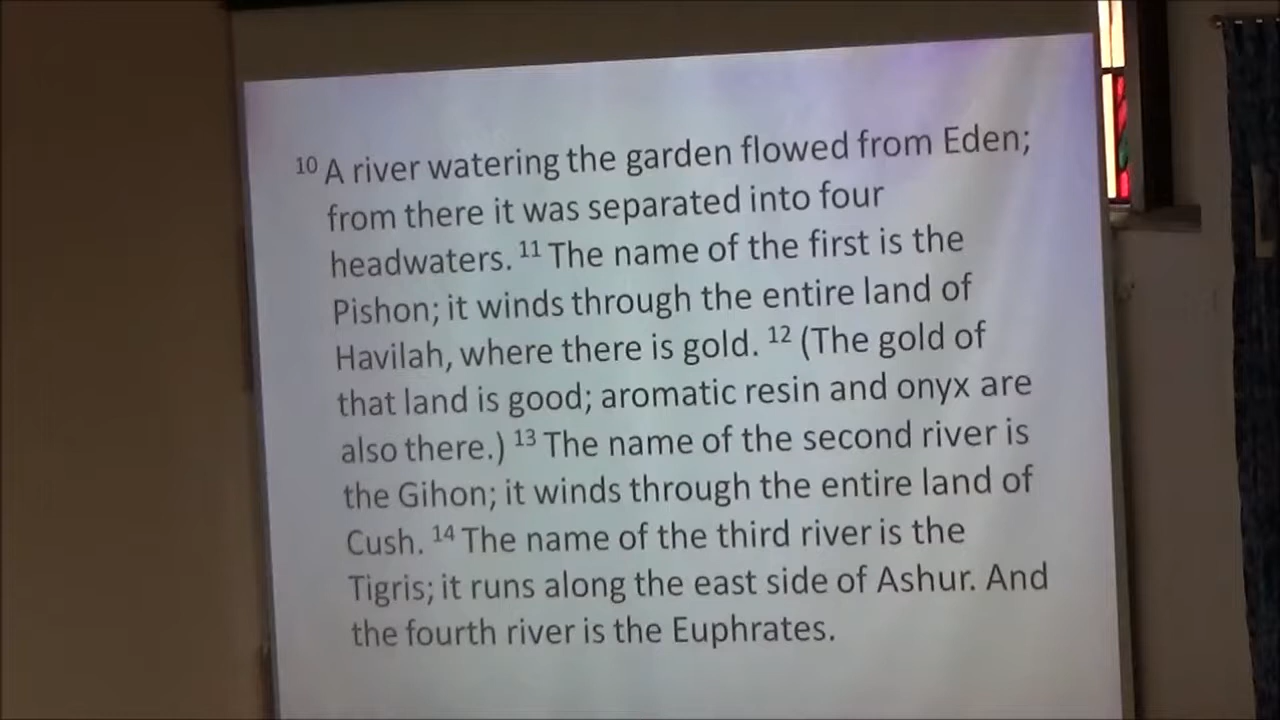 10 A river watering the garden flowed from Eden;
from there it was separated into four
headwaters. 11 The name of the first is the
Pishon; it winds through the entire land of
Havilah, where there is gold. 12 (The gold of
that land is good; aromatic resin and onyx are
also there.) 13 The name of the second river is
the Gihon; it winds through the entire land of
Cush. 14 The name of the third river is the
Tigris; it runs along the east side of Ashur. And
the fourth river is the Euphrates.